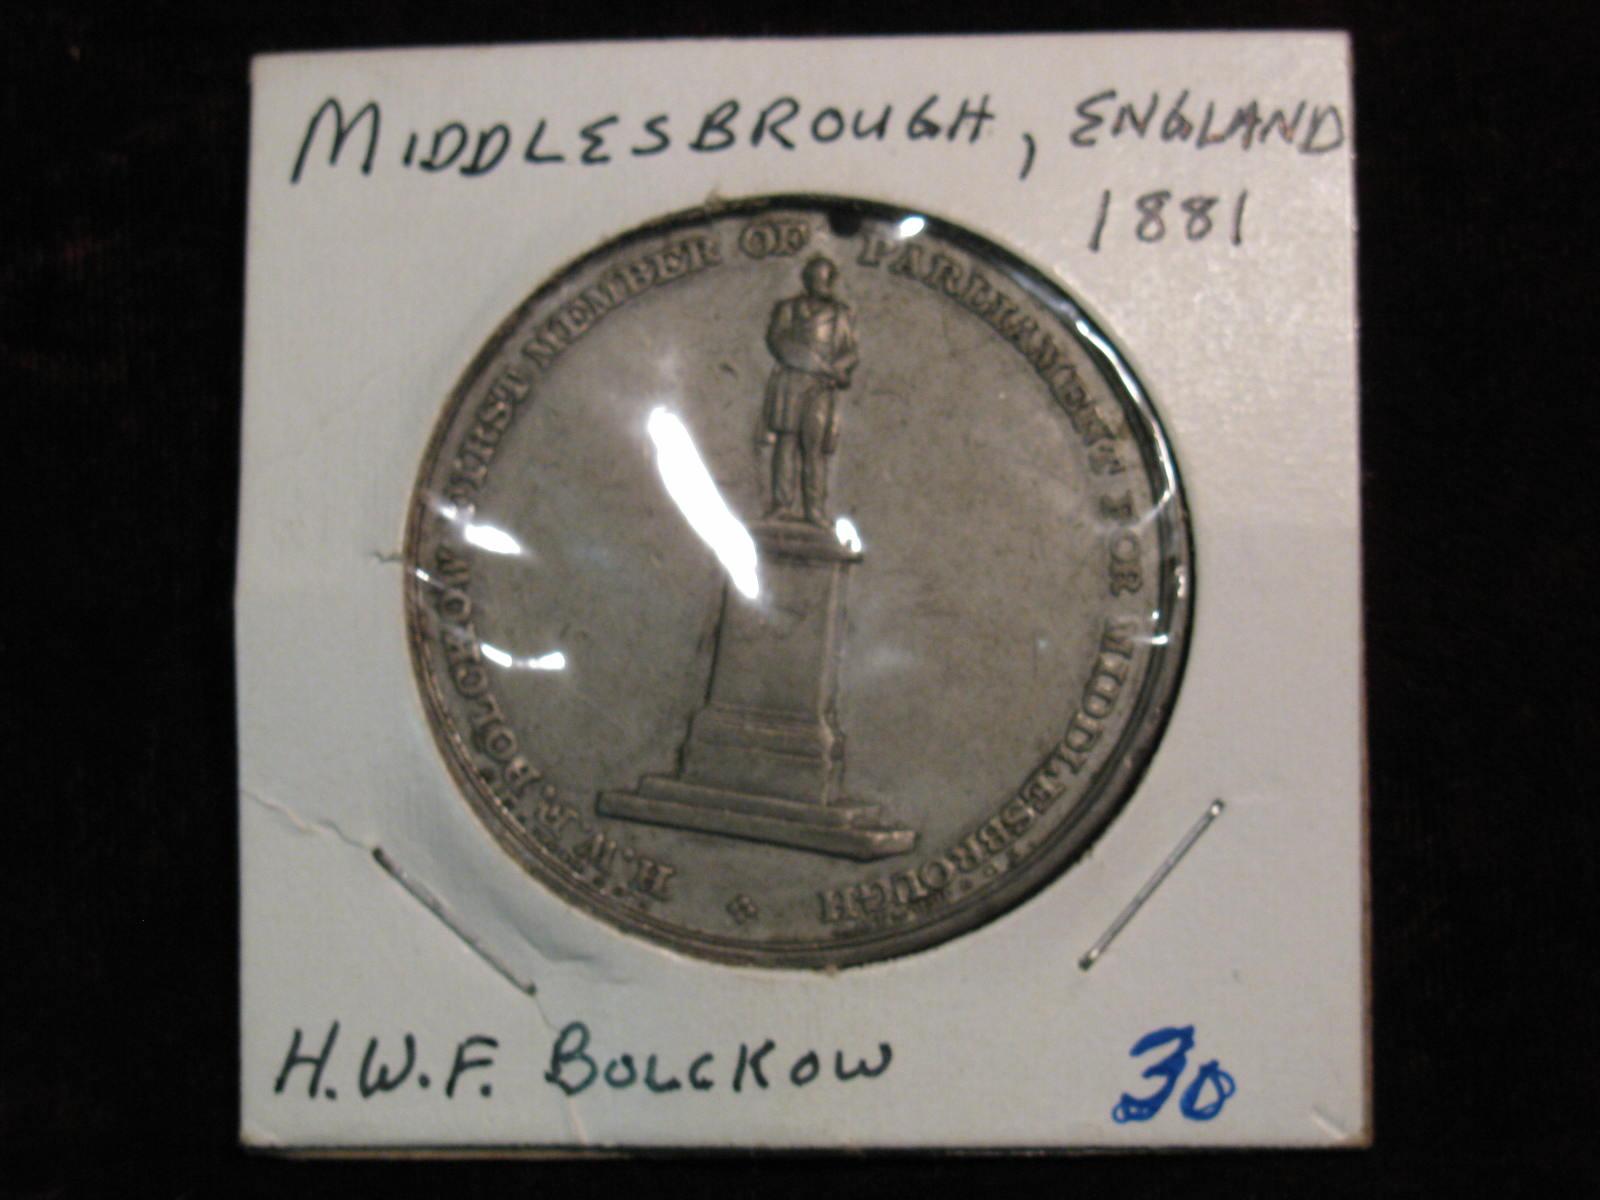 MIDDLESBROUGH, ENGLAND
1881
H.W.F. BOLCKOW FIRST MEMBER OF PARLIAMENT FOR MIDDLESBROUGH
H.W.F. BOLCKOW
30